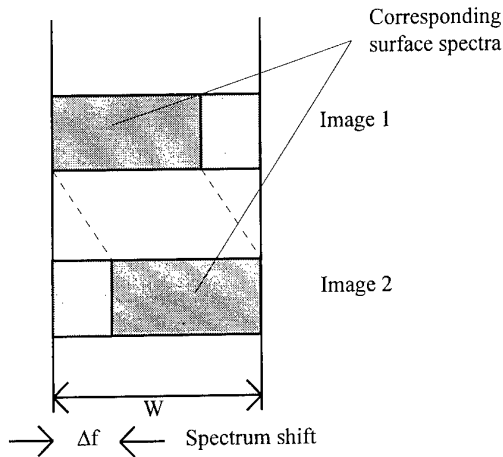 Corresponding
surface spectra
Image 1
Image 2
W
Δf Spectrum shift